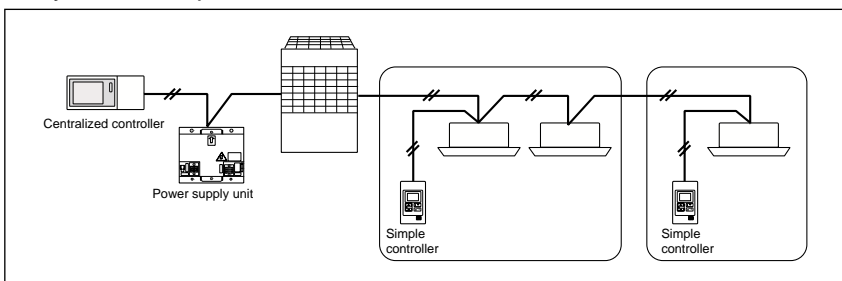 Centralized controller
Power supply unit
Simple
controller
Simple
controller